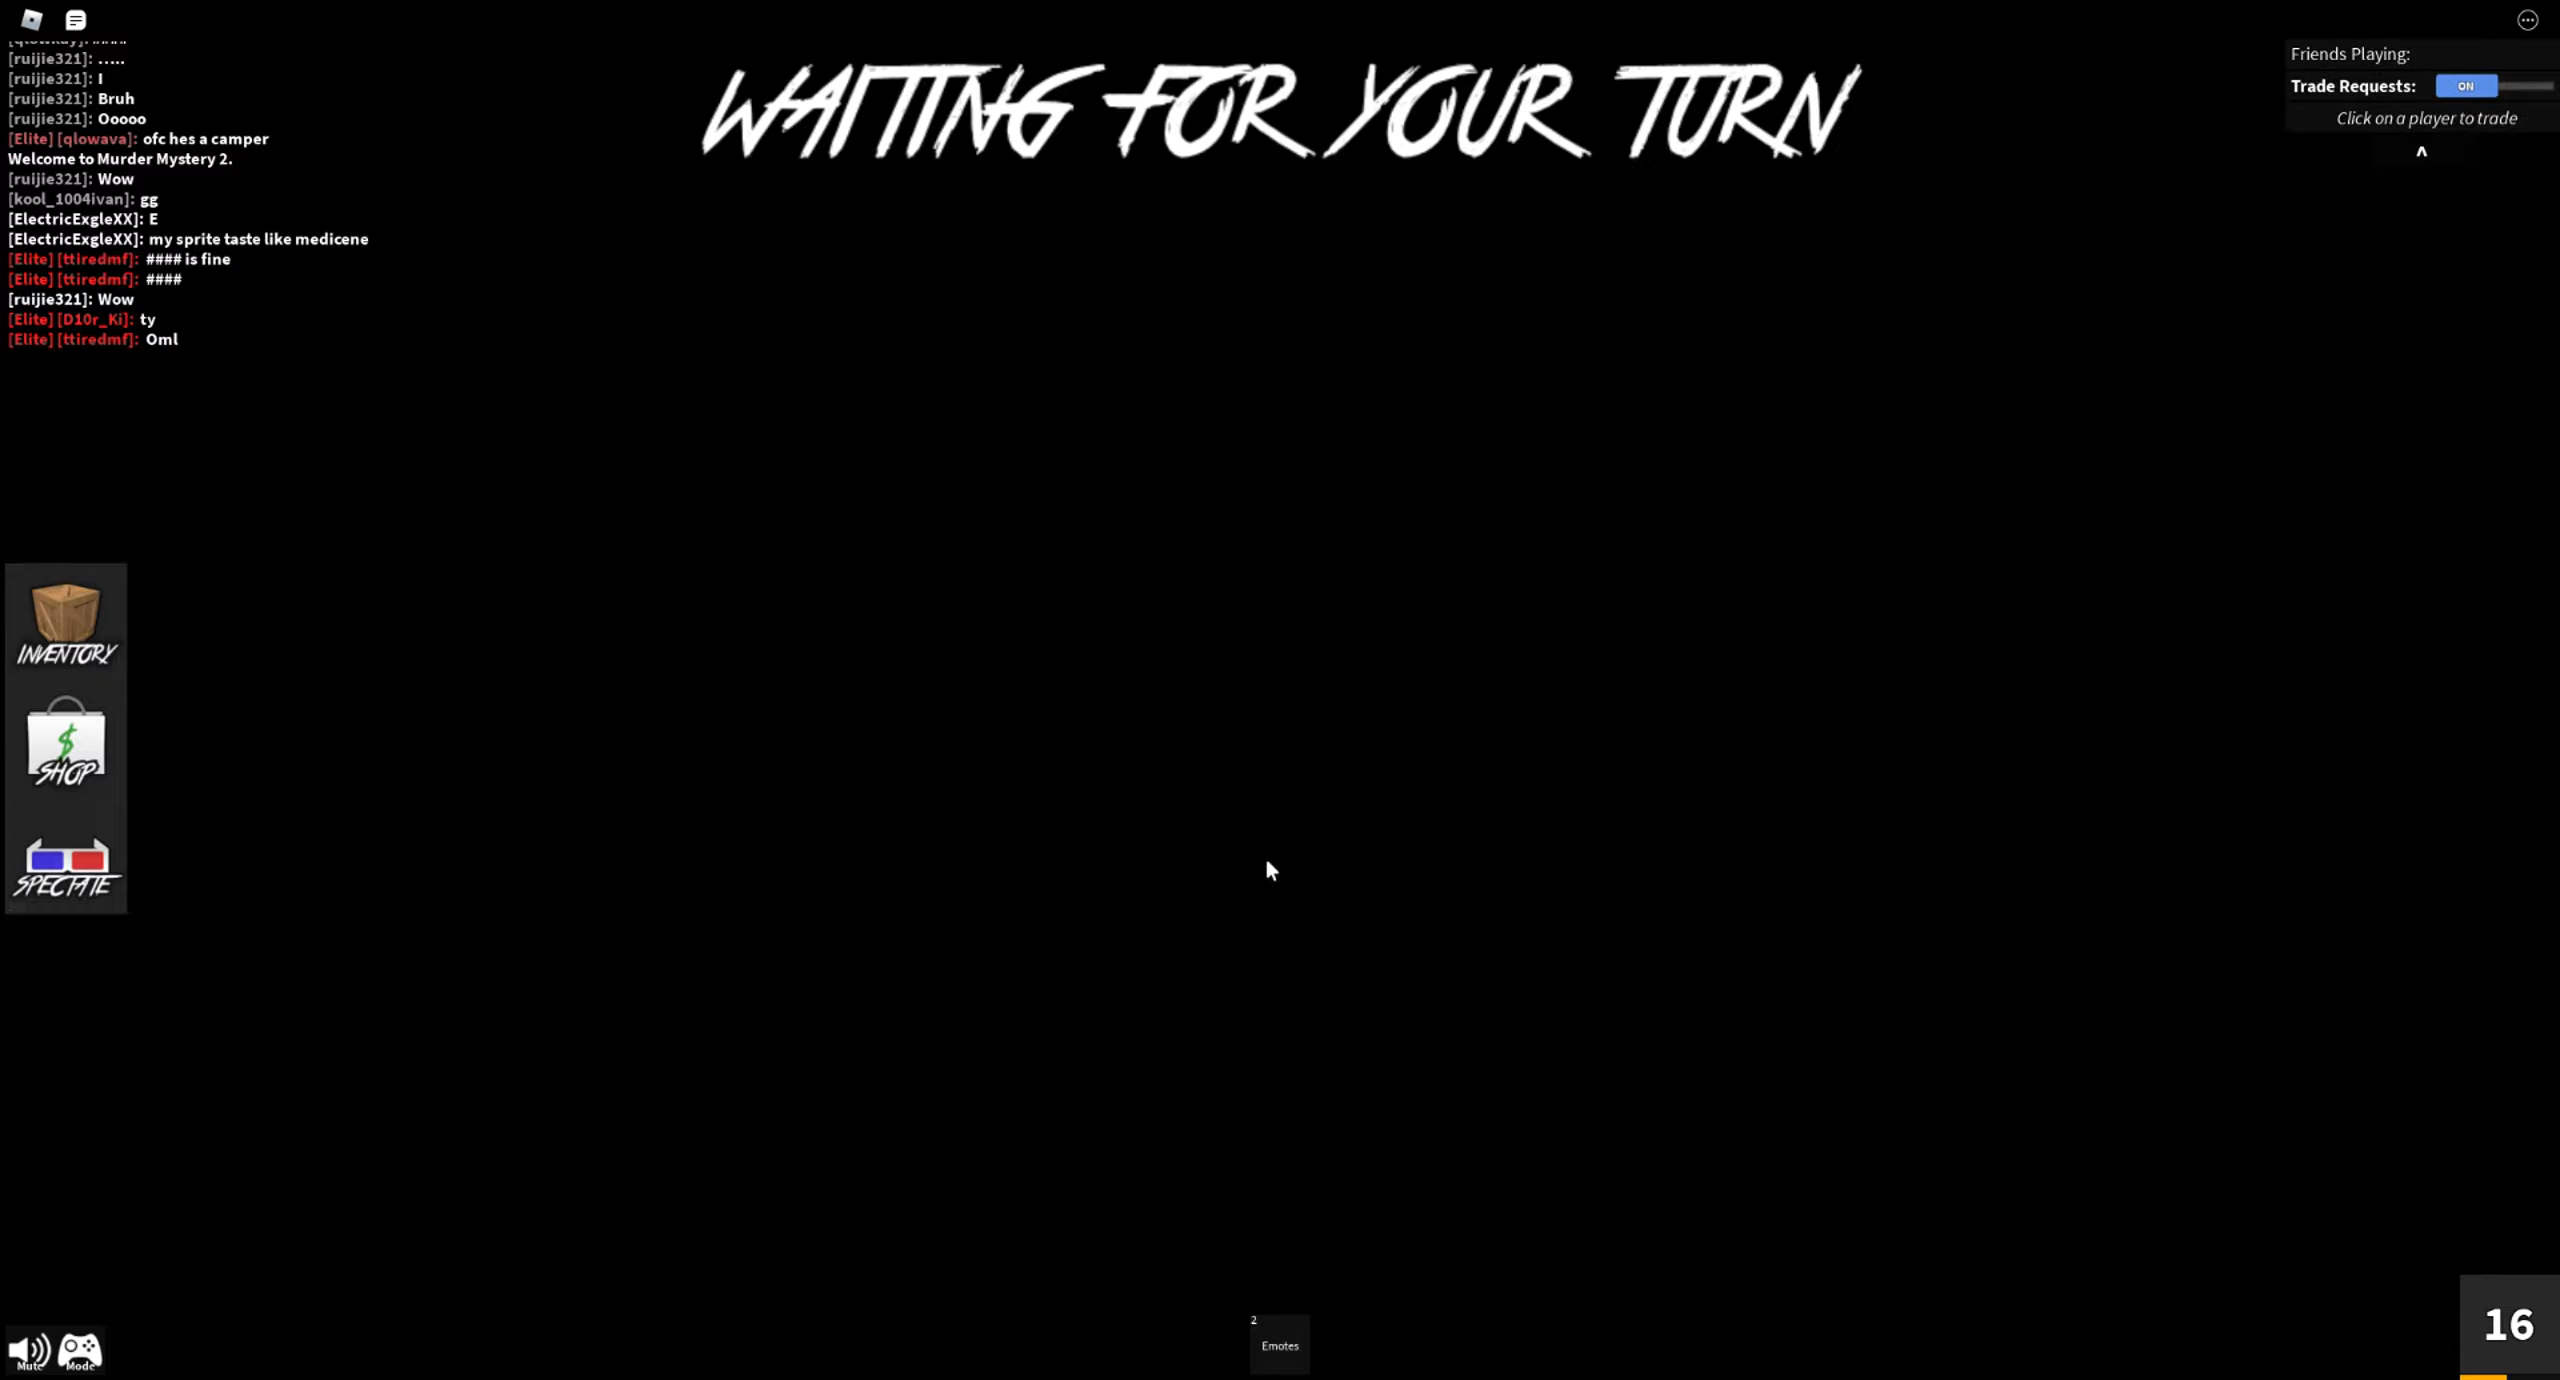 [ruijie321]: .....
[ruijie321]: I
[ruijie321]: Bruh
[ruijie321]: Ooooo
[Elite] [qlowava]: ofc hes a camper
Welcome to Murder Mystery 2.
[ruijie321]: Wow
[kool_1004ivan]: gg
[ElectricExgleXX]: E
[ElectricExgleXX]: my sprite taste like medicene
[Elite] [ttiredmf]: #### is fine
[Elite] [ttiredmf]: ####
[ruijie321]: Wow
[Elite] [D10r_Ki]: ty
[Elite] [ttiredmf]: Oml
WAITING FOR YOUR TURN
Friends Playing:
Trade Requests: ON
Click on a player to trade
^
INVENTORY
$
SHOP
SPECTATE
Mute Mode
2
Emotes
16